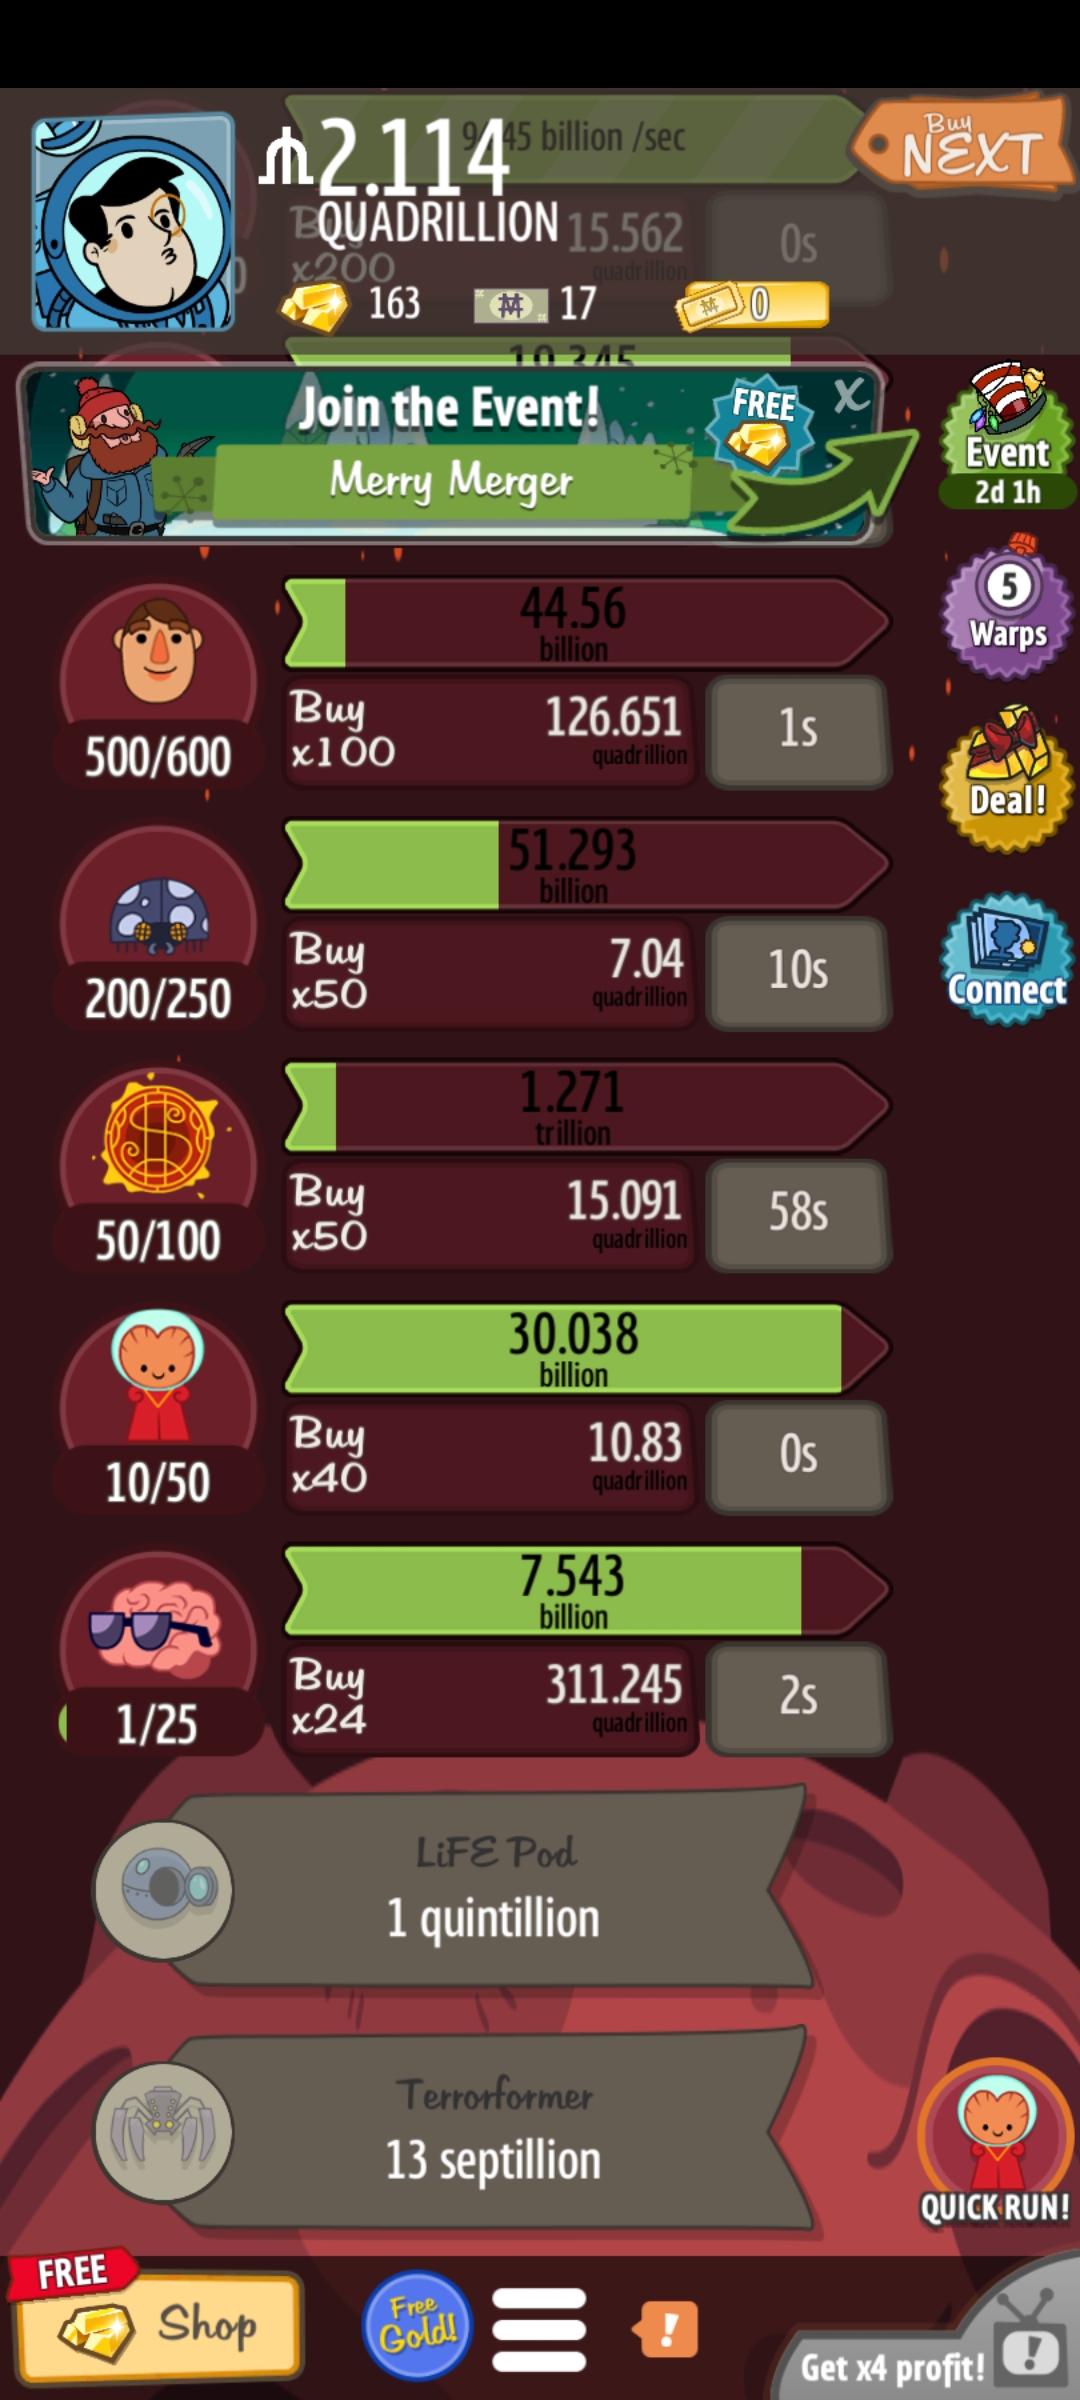 2.114
QUADRILLION
billion /sec
Buy
NEXT
Buy
x200
15.562
quadrillion
0s
163
17
0
10.345
Join the Event!
Merry Merger
FREE
X
Event
2d 1h
44.56
billion
500/600
Buy
x100
126.651
quadrillion
1s
5
Warps
51.293
billion
200/250
Buy
x50
7.04
quadrillion
10s
Deal!
Connect
1.271
trillion
50/100
Buy
x50
15.091
quadrillion
58s
30.038
billion
10/50
Buy
x40
10.83
quadrillion
0s
7.543
billion
1/25
Buy
x24
311.245
quadrillion
2s
LiFE Pod
1 quintillion
Terrorformer
13 septillion
QUICK RUN!
FREE
Shop
Free
Gold!
!
Get x4 profit!
!